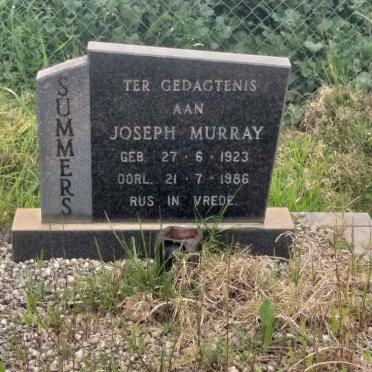 SUMMERS
TER GEDAGTENIS
AAN
JOSEPH MURRAY
GEB. 27 · 6 · 1923
OORL. 21 · 7 · 1986
RUS IN VREDE.